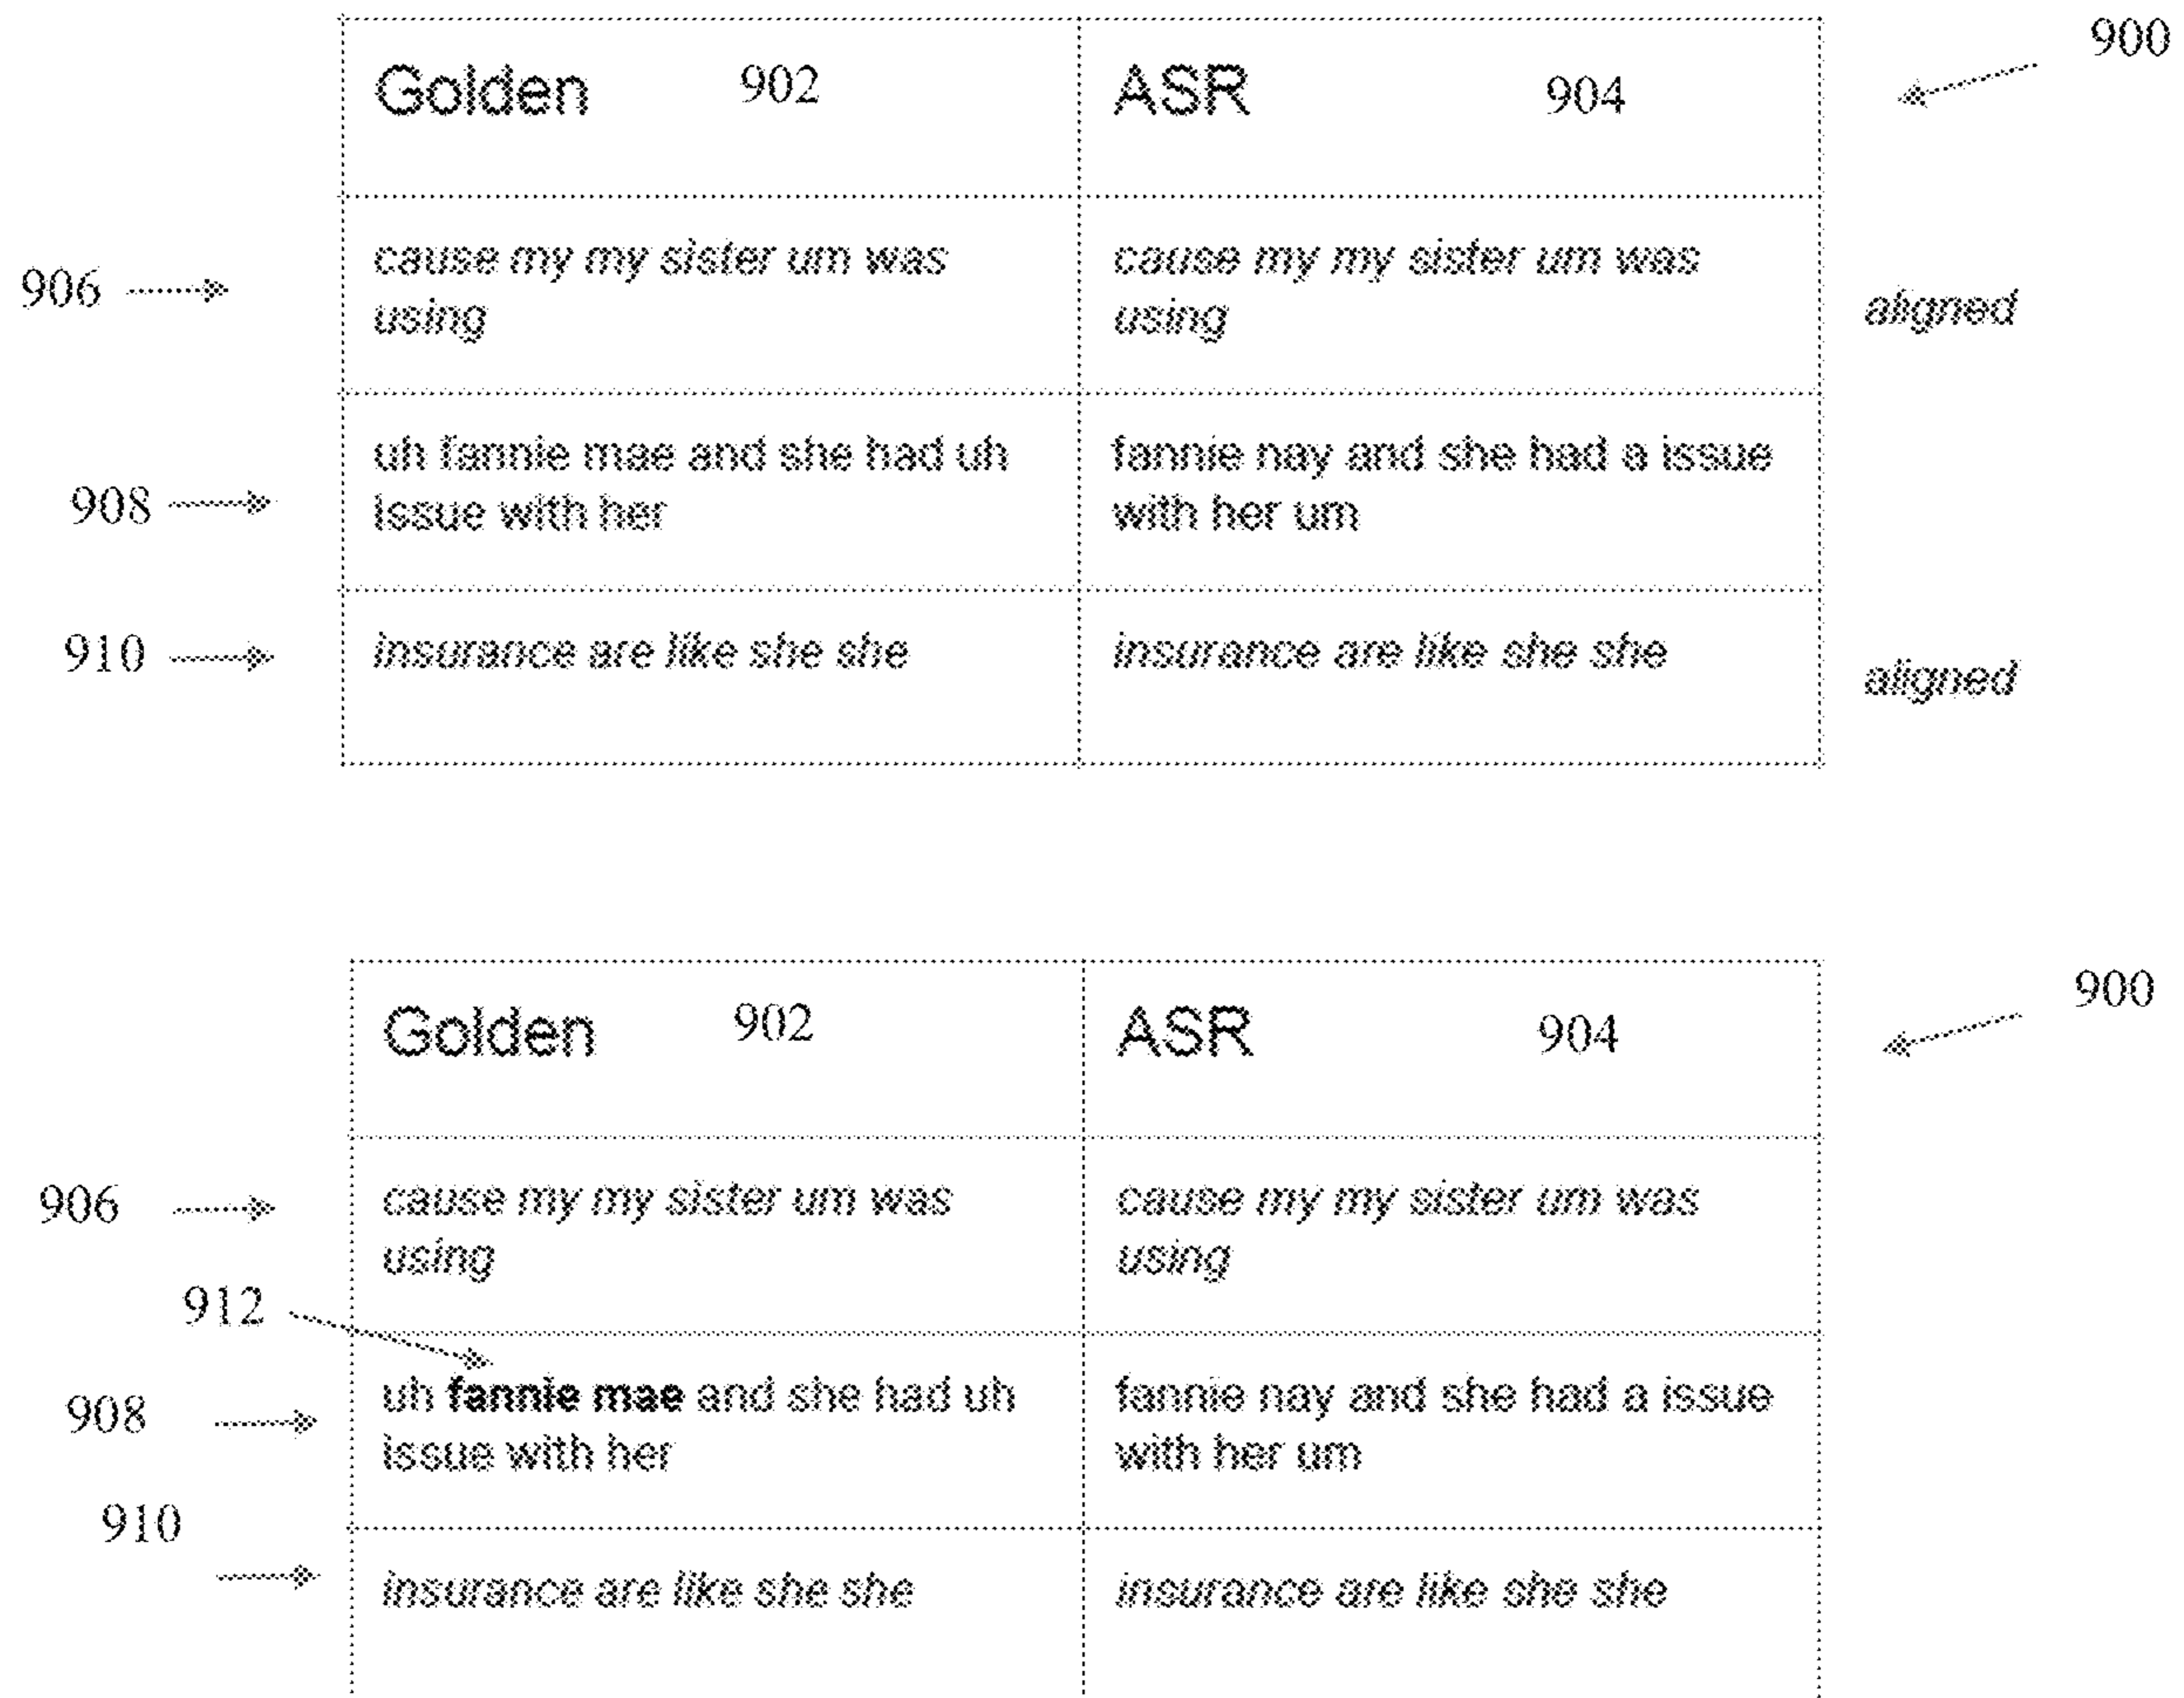 900
Golden 902 ASR 904
906 cause my my sister um was cause my my sister um was
using using aligned
uh fannie mae and she had uh fannie nay and she had a issue
908 issue with her with her um
910 insurance are like she she insurance are like she she
aligned
900
Golden 902 ASR 904
906 cause my my sister um was cause my my sister um was
using using
912
uh fannie mae and she had uh fannie nay and she had a issue
908 issue with her with her um
910
insurance are like she she insurance are like she she